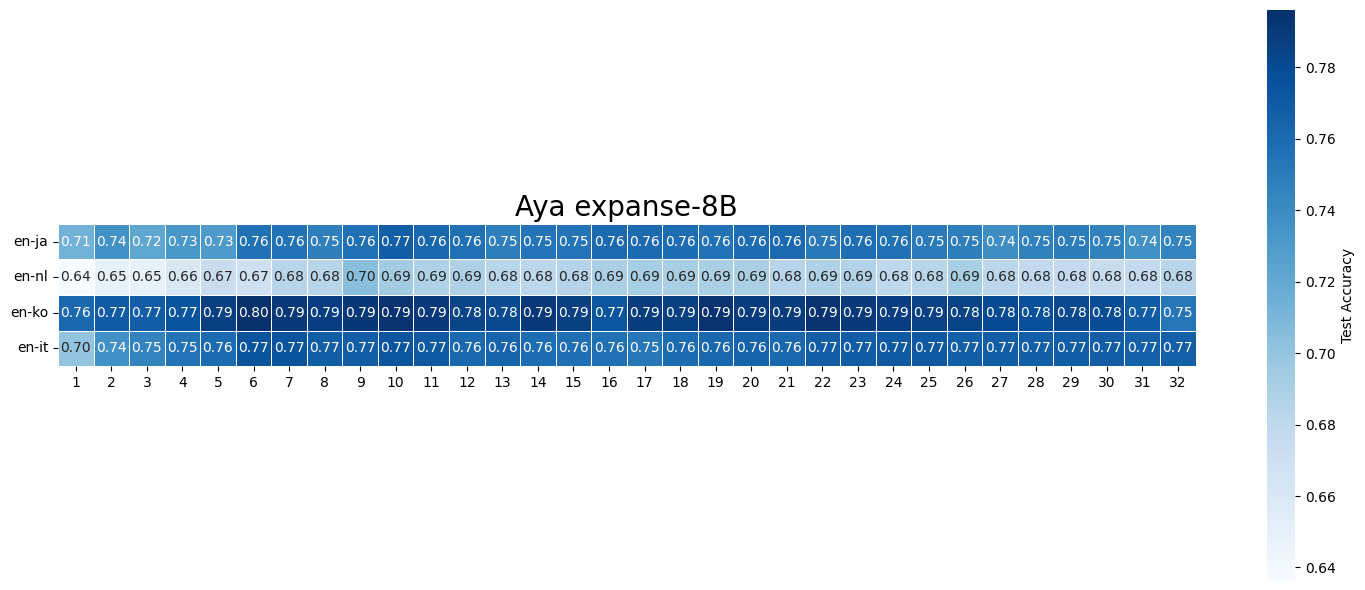 Aya expanse-8B
en-ja 0.71 0.74 0.72 0.73 0.73 0.76 0.76 0.75 0.76 0.77 0.76 0.76 0.75 0.75 0.75 0.76 0.76 0.76 0.76 0.76 0.76 0.75 0.76 0.76 0.75 0.75 0.74 0.75 0.75 0.75 0.74 0.75
en-nl 0.64 0.65 0.65 0.66 0.67 0.67 0.68 0.68 0.70 0.69 0.69 0.69 0.68 0.68 0.68 0.69 0.69 0.69 0.69 0.69 0.68 0.69 0.69 0.68 0.68 0.69 0.68 0.68 0.68 0.68 0.68 0.68
en-ko 0.76 0.77 0.77 0.77 0.79 0.80 0.79 0.79 0.79 0.79 0.79 0.78 0.78 0.79 0.79 0.77 0.79 0.79 0.79 0.79 0.79 0.79 0.79 0.79 0.79 0.78 0.78 0.78 0.78 0.78 0.77 0.75
en-it 0.70 0.74 0.75 0.75 0.76 0.77 0.77 0.77 0.77 0.77 0.77 0.76 0.76 0.76 0.76 0.76 0.75 0.76 0.76 0.76 0.76 0.77 0.77 0.77 0.77 0.77 0.77 0.77 0.77 0.77 0.77 0.77
1 2 3 4 5 6 7 8 9 10 11 12 13 14 15 16 17 18 19 20 21 22 23 24 25 26 27 28 29 30 31 32
0.78
0.76
0.74
0.72
0.70
0.68
0.66
0.64
Test Accuracy